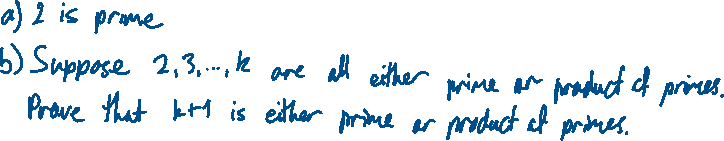 a) 2 is prime
b) Suppose 2,3,...,k are all either prime or product of primes.
Prove that k+1 is either prime or product of primes.